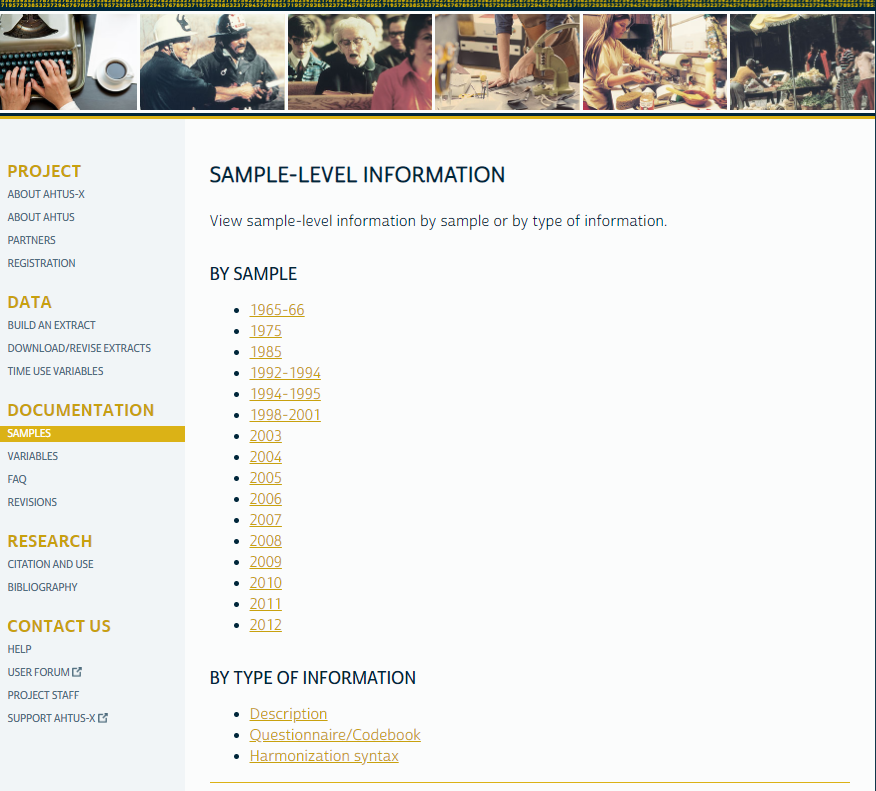 PROJECT
ABOUT AHTUS-X
ABOUT AHTUS
PARTNERS
REGISTRATION
DATA
BUILD AN EXTRACT
DOWNLOAD/REVISE EXTRACTS
TIME USE VARIABLES
DOCUMENTATION
SAMPLES
VARIABLES
FAQ
REVISIONS
RESEARCH
CITATION AND USE
BIBLIOGRAPHY
CONTACT US
HELP
USER FORUM
PROJECT STAFF
SUPPORT AHTUS-X
SAMPLE-LEVEL INFORMATION
View sample-level information by sample or by type of information.
BY SAMPLE
1965-66
1975
1985
1992-1994
1994-1995
1998-2001
2003
2004
2005
2006
2007
2008
2009
2010
2011
2012
BY TYPE OF INFORMATION
Description
Questionnaire/Codebook
Harmonization syntax